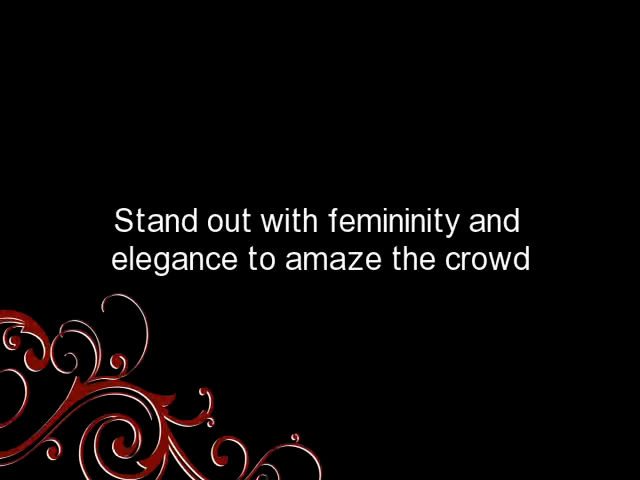 Stand out with femininity and
elegance to amaze the crowd